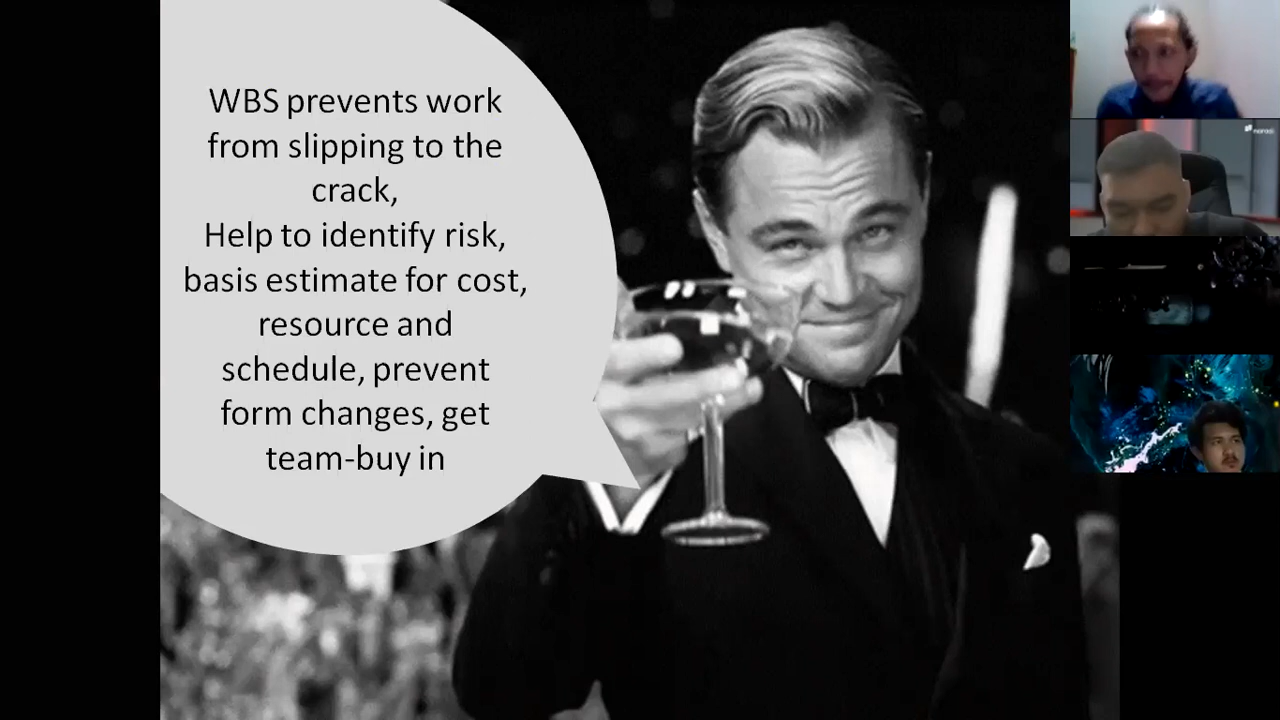 WBS prevents work
from slipping to the
crack,
Help to identify risk,
basis estimate for cost,
resource and
schedule, prevent
form changes, get
team-buy in